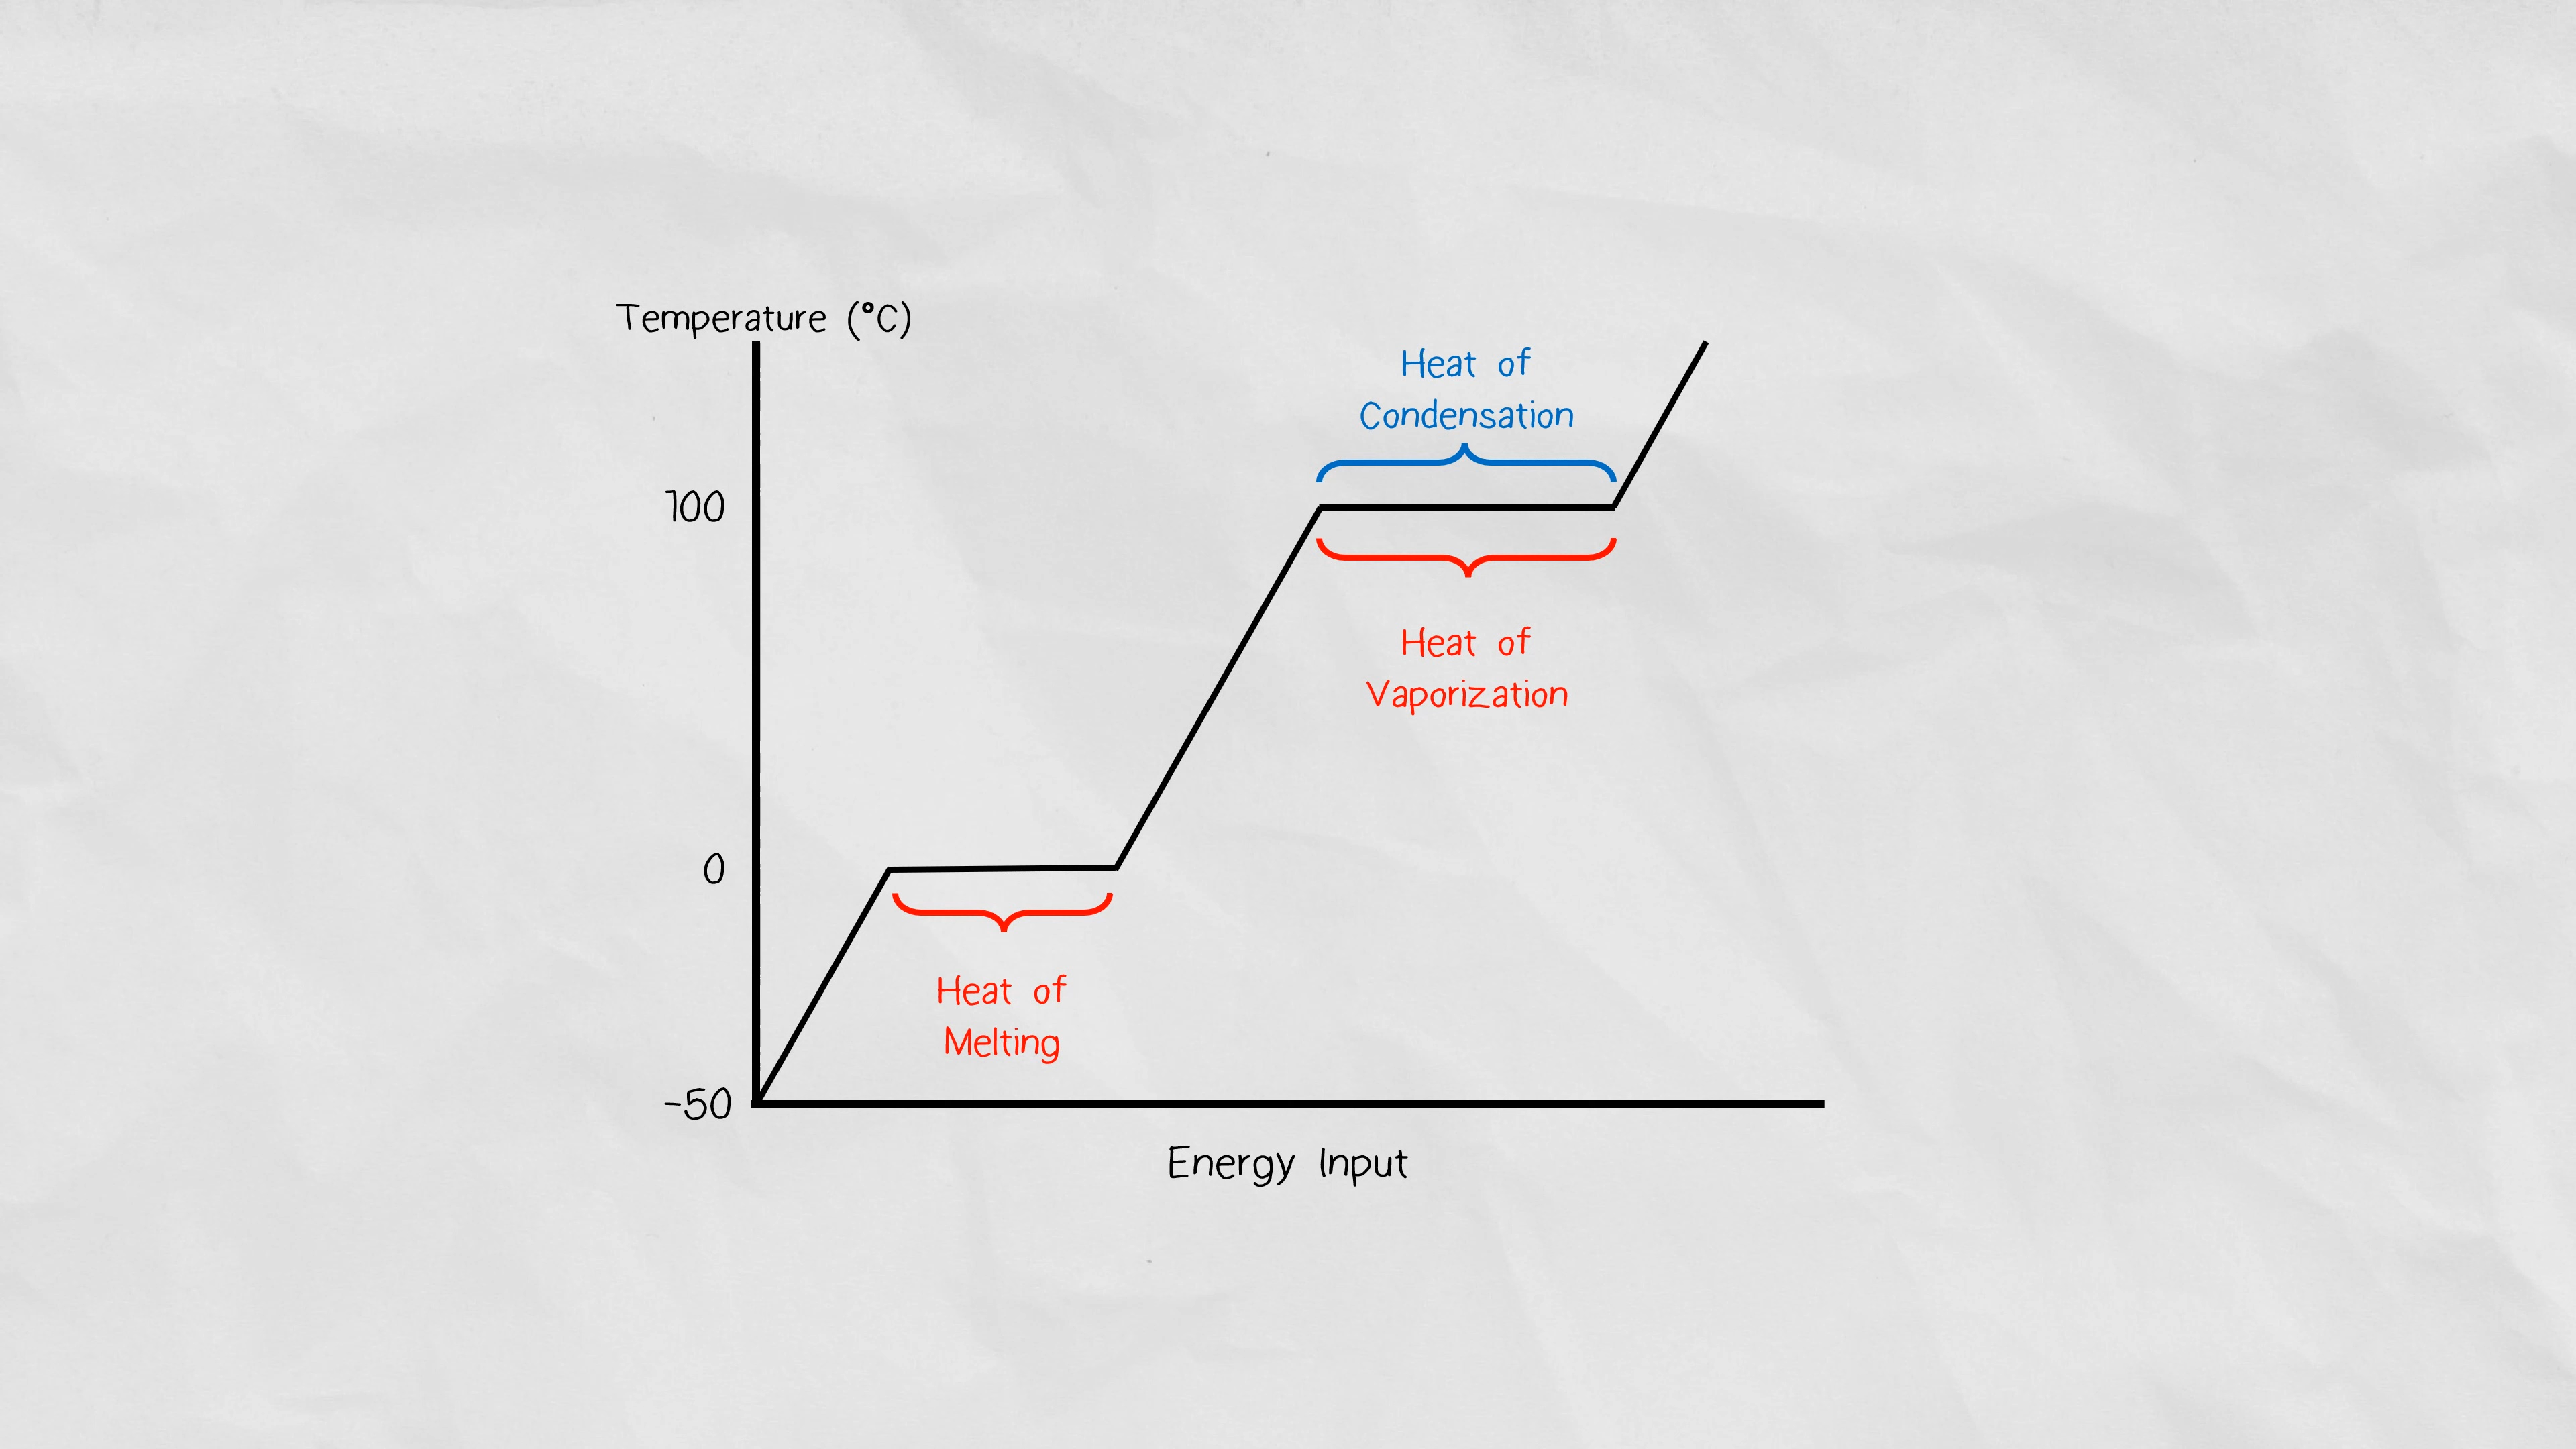 Temperature (°C)
Heat of
Condensation
100
Heat of
Vaporization
0
Heat of
Melting
-50
Energy Input